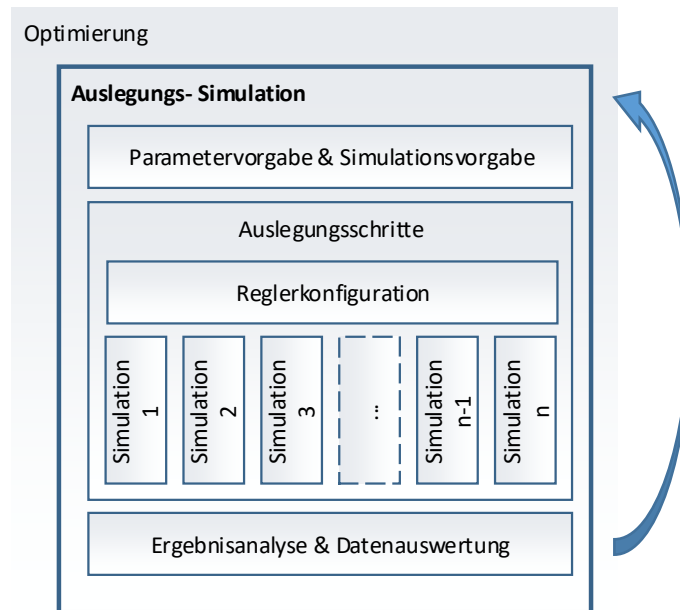 Optimierung
Auslegungs- Simulation
Parametervorgabe & Simulationsvorgabe
Auslegungsschritte
Reglerkonfiguration
Simulation
1
Simulation
2
Simulation
3
...
Simulation
n-1
Simulation
n
Ergebnisanalyse & Datenauswertung